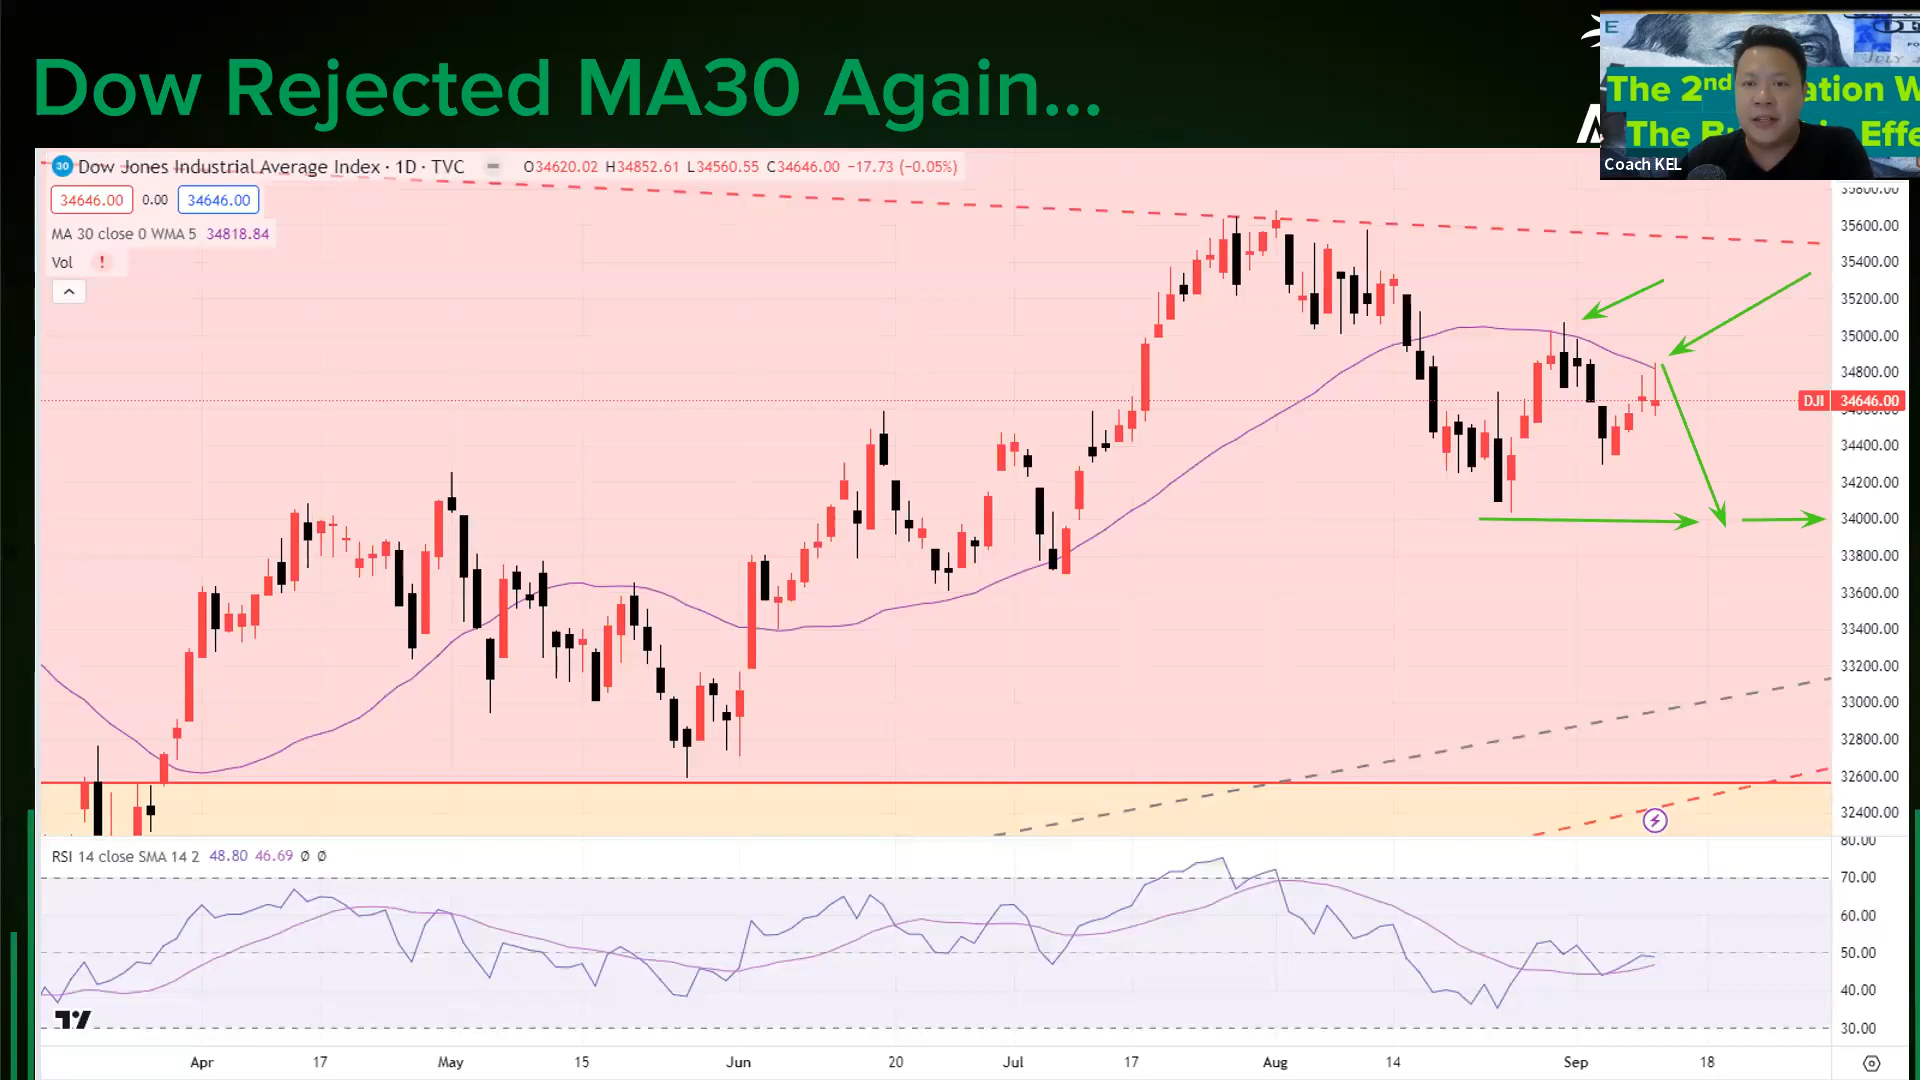 Dow Rejected MA30 Again...
E
The 2nd
ation W
The B
Effe
Coach KEL
30 Dow Jones Industrial Average Index · 1D · TVC O34620.02 H34852.61 L34560.55 C34646.00 −17.73 (−0.05%)
34646.00 0.00 34646.00
MA 30 close 0 WMA 5 34818.84
Vol !
35800.00
35600.00
35400.00
35200.00
35000.00
34800.00
DJI 34646.00
34400.00
34200.00
34000.00
33800.00
33600.00
33400.00
33200.00
33000.00
32800.00
32600.00
32400.00
RSI 14 close SMA 14 2 48.80 46.69 Ø Ø
80.00
70.00
60.00
50.00
40.00
30.00
Apr 17 May 15 Jun 20 Jul 17 Aug 14 Sep 18